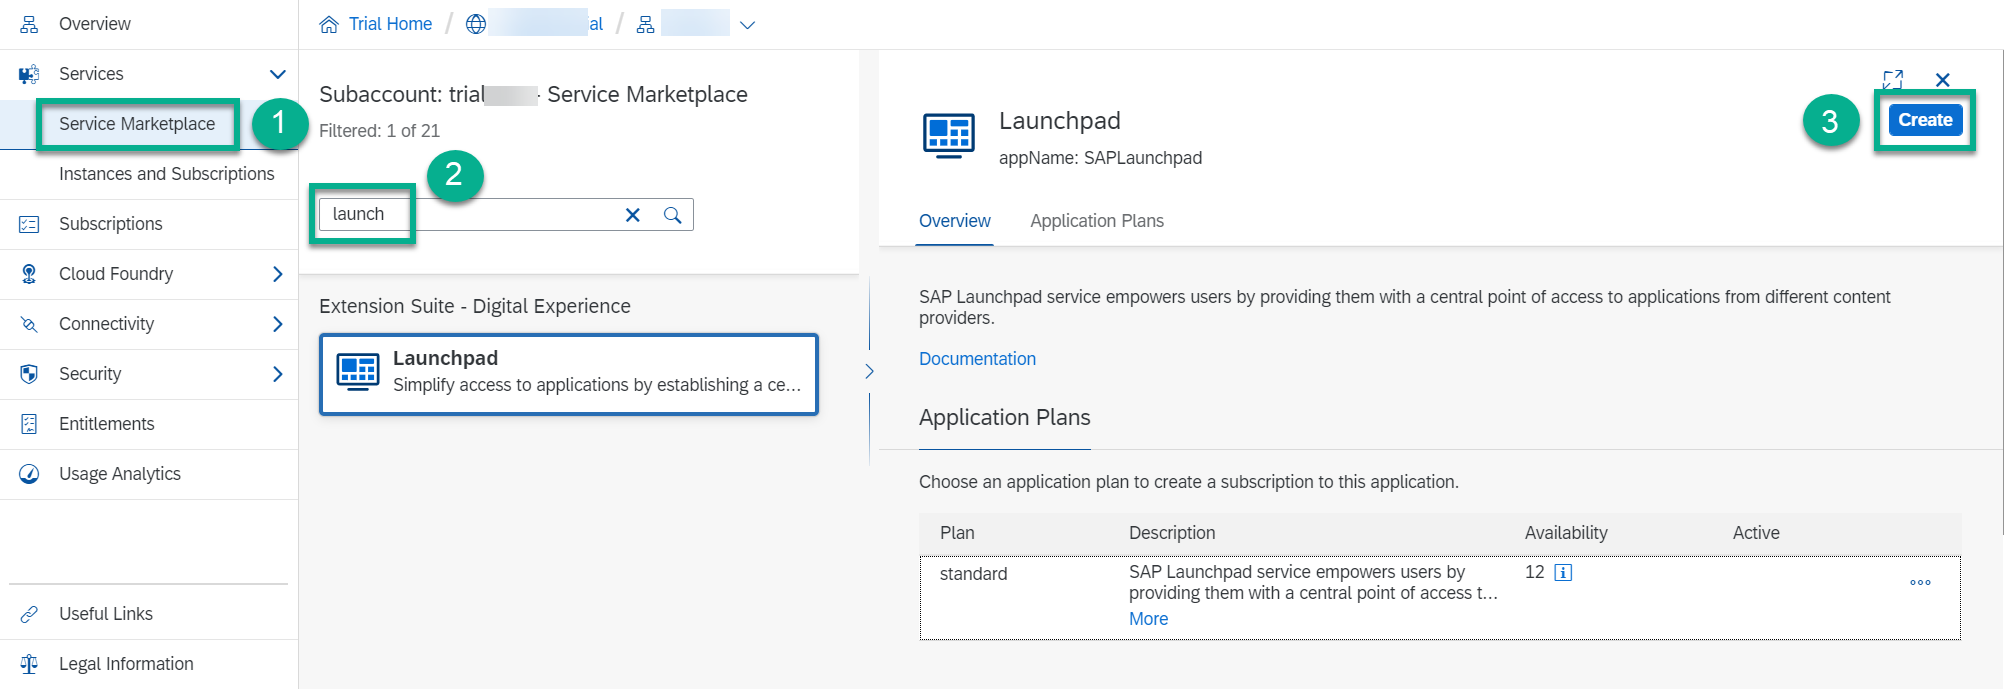 Overview
Services
Service Marketplace
1
Instances and Subscriptions
Subscriptions
Cloud Foundry
Connectivity
Security
Entitlements
Usage Analytics
Useful Links
Legal Information
Trial Home / al /
Subaccount: trial - Service Marketplace
Filtered: 1 of 21
2
launch
Extension Suite - Digital Experience
Launchpad
Simplify access to applications by establishing a ce...
Launchpad
appName: SAPLaunchpad
3
Create
Overview Application Plans
SAP Launchpad service empowers users by providing them with a central point of access to applications from different content
providers.
Documentation
Application Plans
Choose an application plan to create a subscription to this application.
Plan Description Availability Active
standard SAP Launchpad service empowers users by 12 i
providing them with a central point of access t...
More